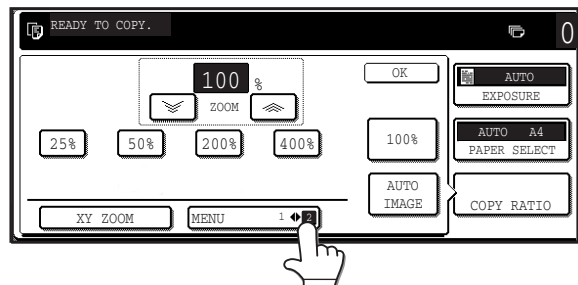 READY TO COPY.
0
100 %
ZOOM
25% 50% 200% 400%
XY ZOOM
MENU 1 2
OK
100%
AUTO
IMAGE
AUTO
EXPOSURE
AUTO A4
PAPER SELECT
COPY RATIO